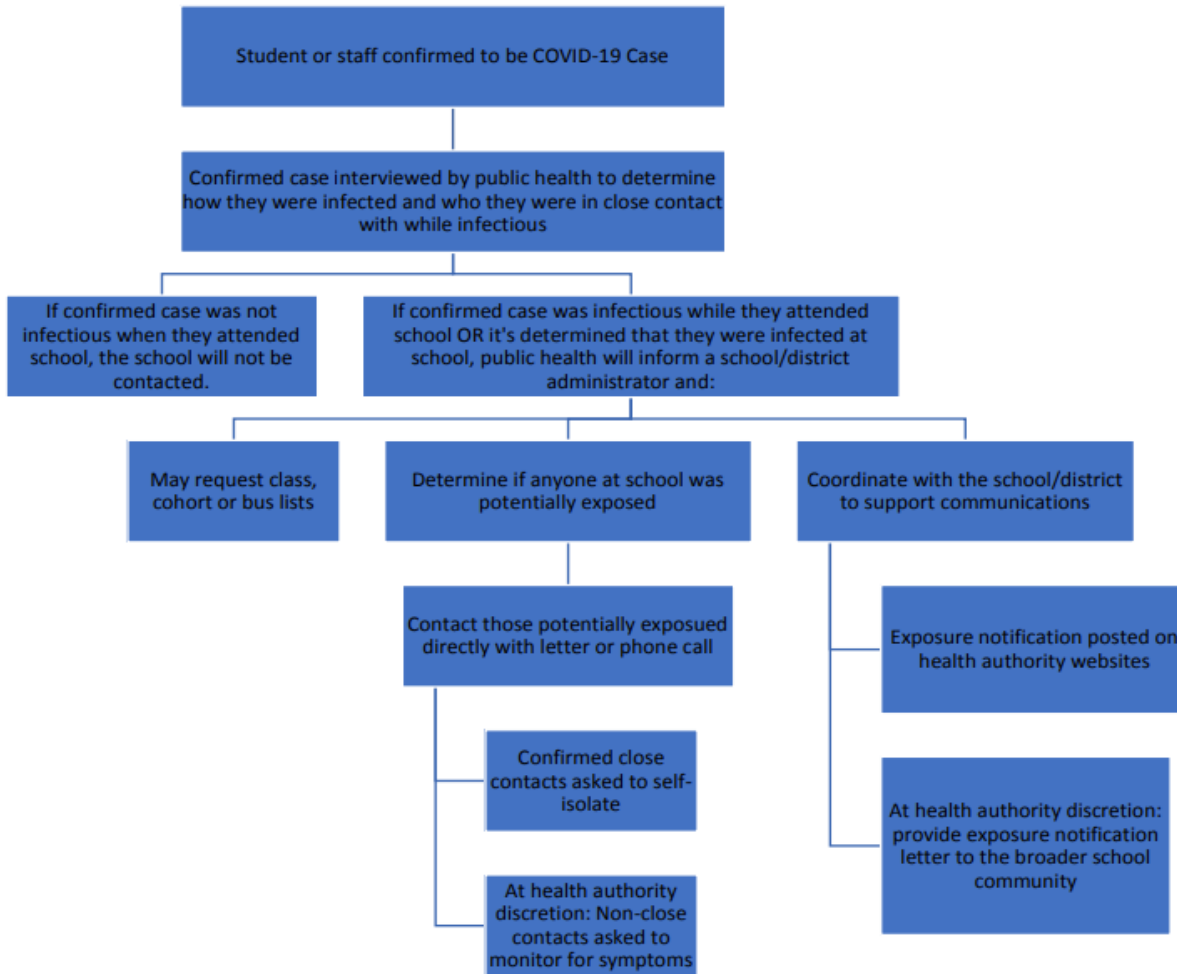 Student or staff confirmed to be COVID-19 Case
Confirmed case interviewed by public health to determine
how they were infected and who they were in close contact
with while infectious
If confirmed case was not
infectious when they attended
school, the school will not be
contacted.
If confirmed case was infectious while they attended
school OR it's determined that they were infected at
school, public health will inform a school/district
administrator and:
May request class,
cohort or bus lists
Determine if anyone at school was
potentially exposed
Coordinate with the school/district
to support communications
Contact those potentially exposued
directly with letter or phone call
Exposure notification posted on
health authority websites
Confirmed close
contacts asked to self-
isolate
At health authority discretion:
provide exposure notification
letter to the broader school
community
At health authority
discretion: Non-close
contacts asked to
monitor for symptoms